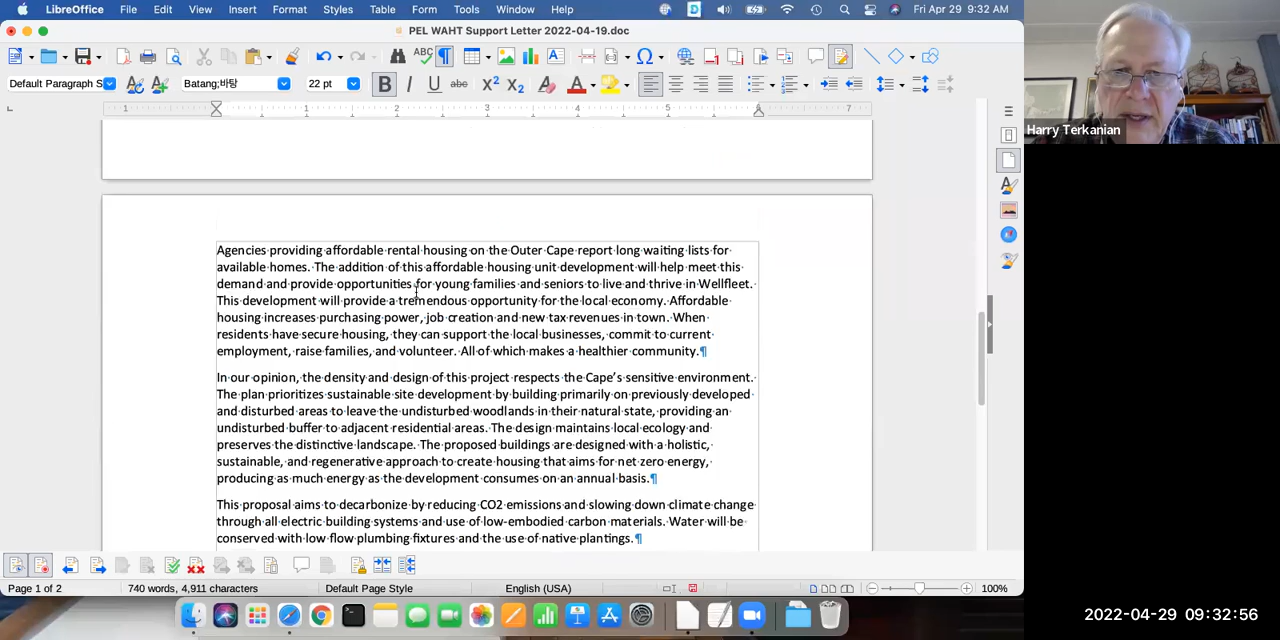 LibreOffice File Edit View Insert Format Styles Table Form Tools Window Help Fri Apr 29 9:32 AM
PEL WAHT Support Letter 2022-04-19.doc
Default Paragraph S Batang;바탕 22 pt
1 1 2 3 4 5 6 7
Harry Terkanian
Agencies providing affordable rental housing on the Outer Cape report long waiting lists for
available homes. The addition of this affordable housing unit development will help meet this
demand and provide opportunities for young families and seniors to live and thrive in Wellfleet.
This development will provide a tremendous opportunity for the local economy. Affordable
housing increases purchasing power, job creation and new tax revenues in town. When
residents have secure housing, they can support the local businesses, commit to current
employment, raise families, and volunteer. All of which makes a healthier community.¶
In our opinion, the density and design of this project respects the Cape's sensitive environment.
The plan prioritizes sustainable site development by building primarily on previously developed
and disturbed areas to leave the undisturbed woodlands in their natural state, providing an
undisturbed buffer to adjacent residential areas. The design maintains local ecology and
preserves the distinctive landscape. The proposed buildings are designed with a holistic,
sustainable, and regenerative approach to create housing that aims for net zero energy,
producing as much energy as the development consumes on an annual basis.¶
This proposal aims to decarbonize by reducing CO2 emissions and slowing down climate change
through all electric building systems and use of low-embodied carbon materials. Water will be
conserved with low flow plumbing fixtures and the use of native plantings.¶
Page 1 of 2 740 words, 4,911 characters Default Page Style English (USA) 100%
2022-04-29 09:32:56